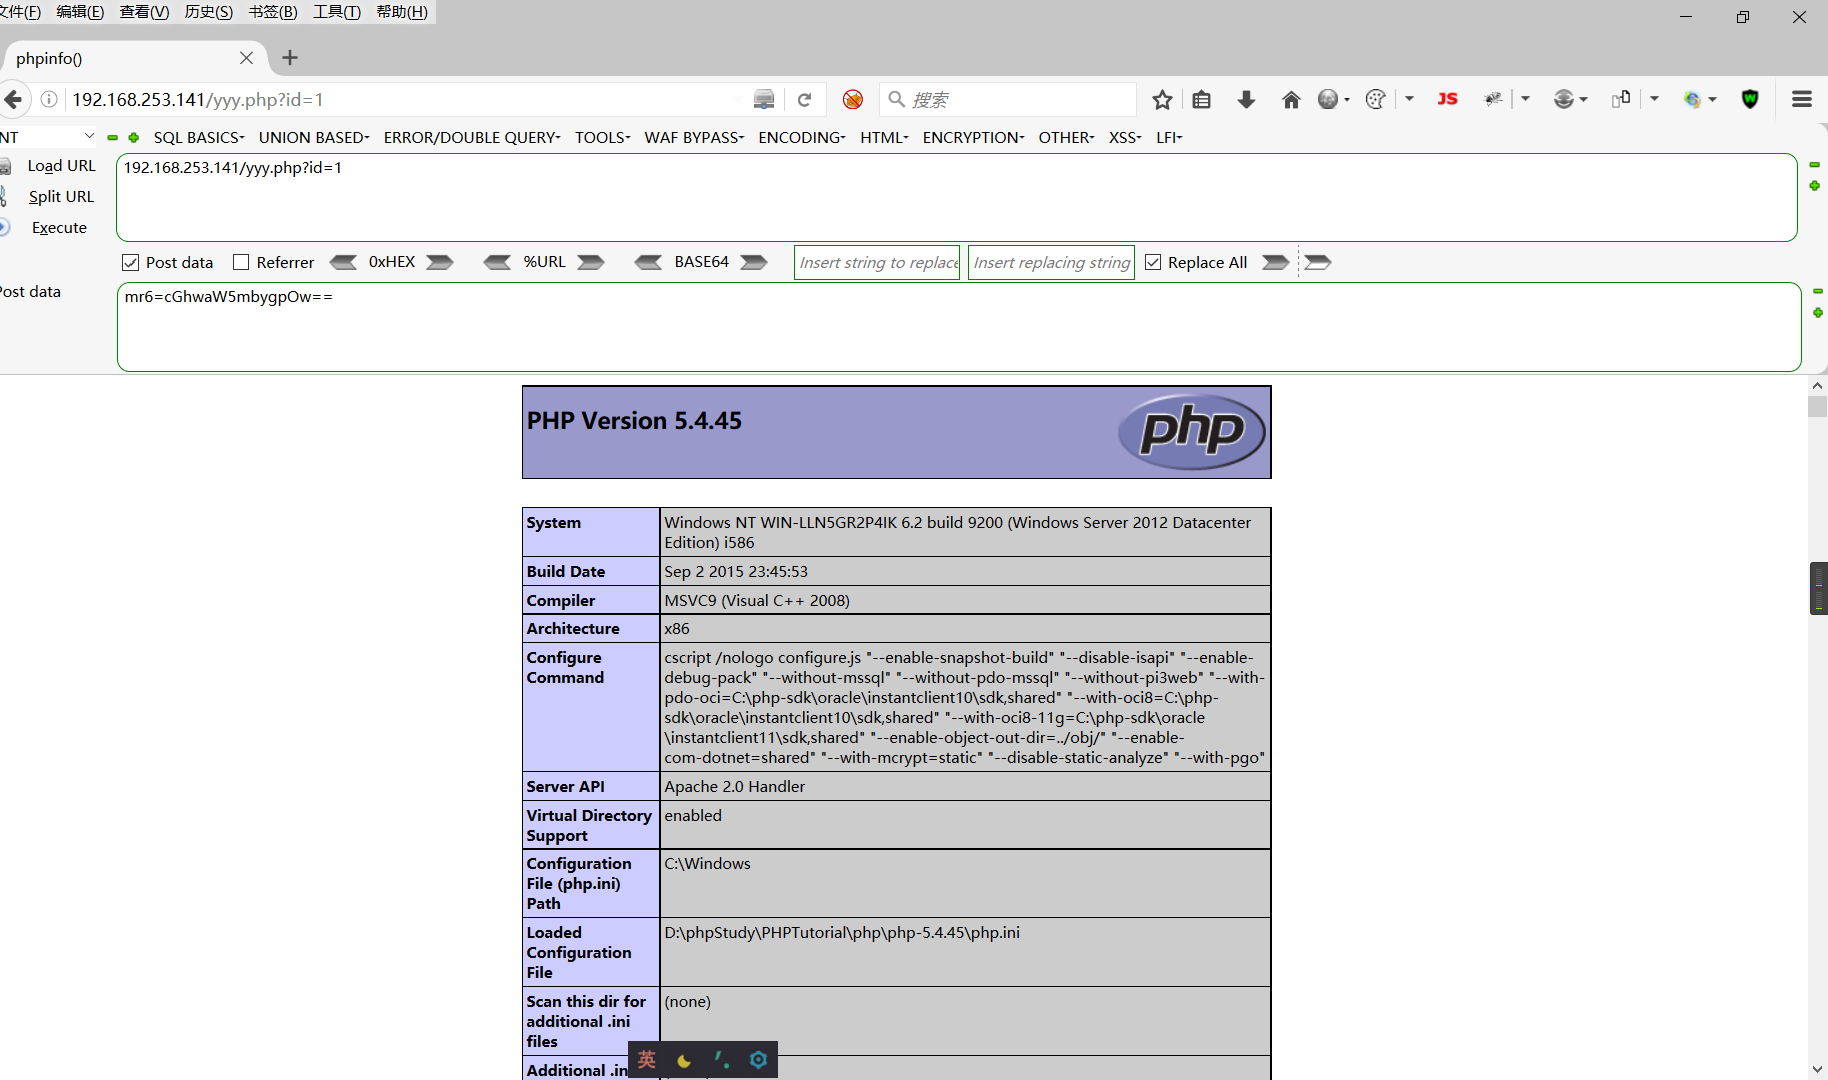 文件(F) 编辑(E) 查看(V) 历史(S) 书签(B) 工具(T) 帮助(H)
phpinfo()
192.168.253.141/yyy.php?id=1
搜索
JS
NT SQL BASICS UNION BASED ERROR/DOUBLE QUERY TOOLS WAF BYPASS ENCODING HTML ENCRYPTION OTHER XSS LFI
Load URL
192.168.253.141/yyy.php?id=1
Split URL
Execute
Post data Referrer 0xHEX %URL BASE64 Insert string to replace Insert replacing string Replace All
Post data
mr6=cGhwaW5mbygpOw==
PHP Version 5.4.45
php
System
Windows NT WIN-LLN5GR2P4IK 6.2 build 9200 (Windows Server 2012 Datacenter
Edition) i586
Build Date
Sep 2 2015 23:45:53
Compiler
MSVC9 (Visual C++ 2008)
Architecture
x86
Configure
Command
cscript /nologo configure.js "--enable-snapshot-build" "--disable-isapi" "--enable-
debug-pack" "--without-mssql" "--without-pdo-mssql" "--without-pi3web" "--with-
pdo-oci=C:\php-sdk\oracle\instantclient10\sdk,shared" "--with-oci8=C:\php-
sdk\oracle\instantclient10\sdk,shared" "--with-oci8-11g=C:\php-sdk\oracle
\instantclient11\sdk,shared" "--enable-object-out-dir=../obj/" "--enable-
com-dotnet=shared" "--with-mcrypt=static" "--disable-static-analyze" "--with-pgo"
Server API
Apache 2.0 Handler
Virtual Directory
Support
enabled
Configuration
File (php.ini)
Path
C:\Windows
Loaded
Configuration
File
D:\phpStudy\PHPTutorial\php\php-5.4.45\php.ini
Scan this dir for
additional .ini
files
(none)
Additional .in
英